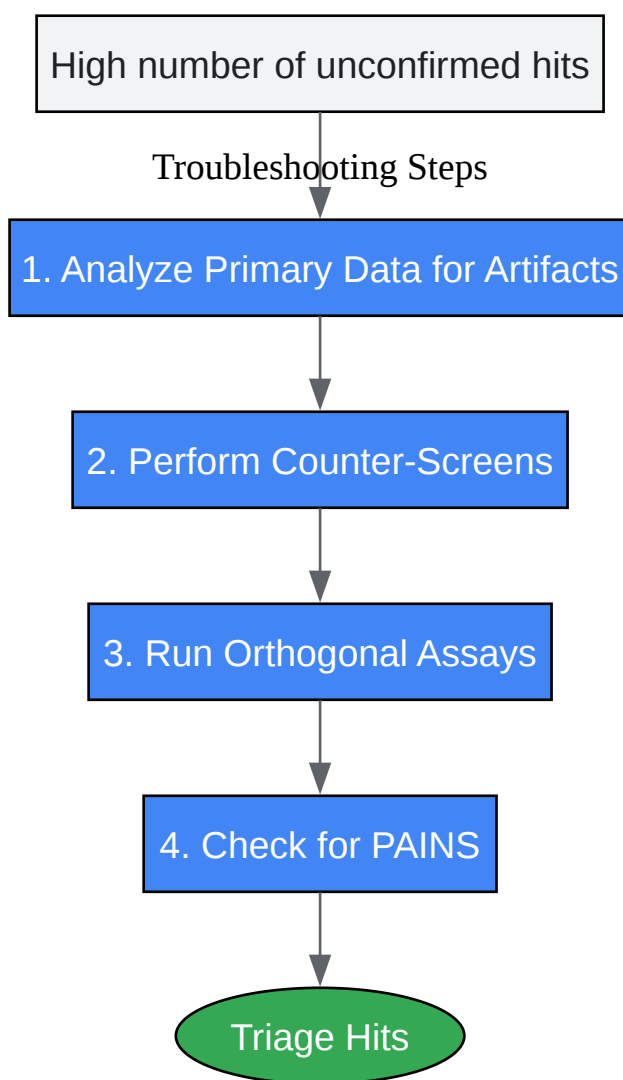 High number of unconfirmed hits
Troubleshooting Steps
1. Analyze Primary Data for Artifacts
2. Perform Counter-Screens
3. Run Orthogonal Assays
4. Check for PAINS
Triage Hits